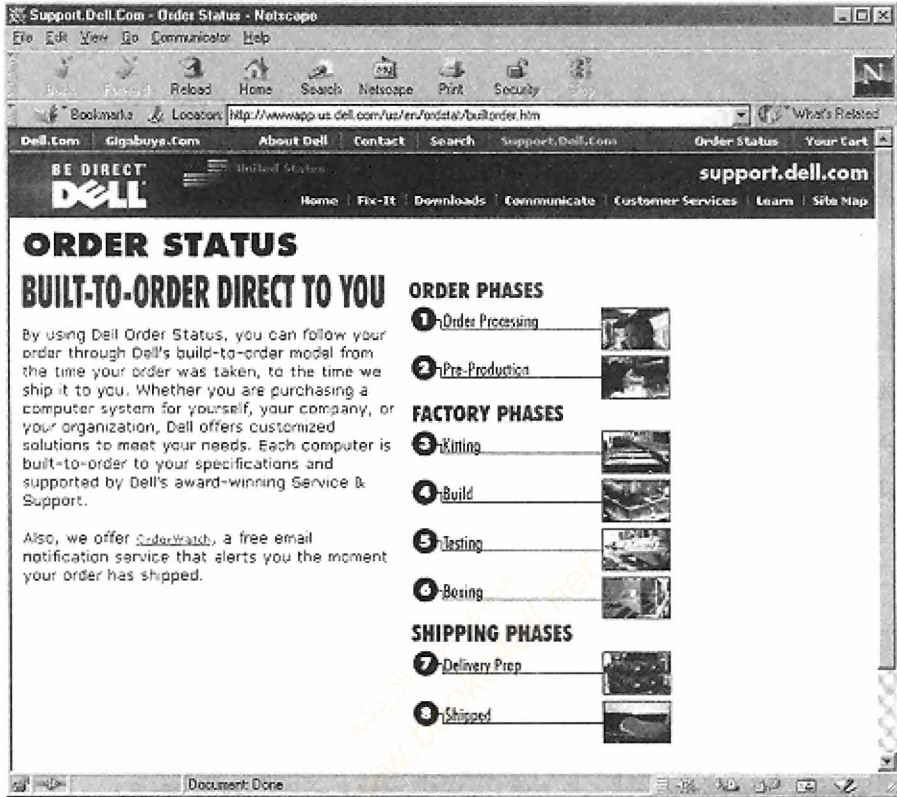 Support.Dell.Com - Order Status - Netscape
File Edit View Go Communicator Help
Back Forward Reload Home Search Netscape Print Security Stop
N
Bookmarks Location: http://wwwapp.us.dell.com/us/en/ordstat/builtorder.htm What's Related
Dell.Com Gigabuys.Com About Dell Contact Search Support.Dell.Com Order Status Your Cart
BE DIRECT United States support.dell.com
DELL Home Fix-It Downloads Communicate Customer Services Learn Site Map
ORDER STATUS
BUILT-TO-ORDER DIRECT TO YOU
By using Dell Order Status, you can follow your
order through Dell's build-to-order model from
the time your order was taken, to the time we
ship it to you. Whether you are purchasing a
computer system for yourself, your company, or
your organization, Dell offers customized
solutions to meet your needs. Each computer is
built-to-order to your specifications and
supported by Dell's award-winning Service &
Support.
Also, we offer OrderWatch, a free email
notification service that alerts you the moment
your order has shipped.
ORDER PHASES
1 Order Processing
2 Pre-Production
FACTORY PHASES
3 Kitting
4 Build
5 Testing
6 Boxing
SHIPPING PHASES
7 Delivery Prep
8 Shipped
Document: Done